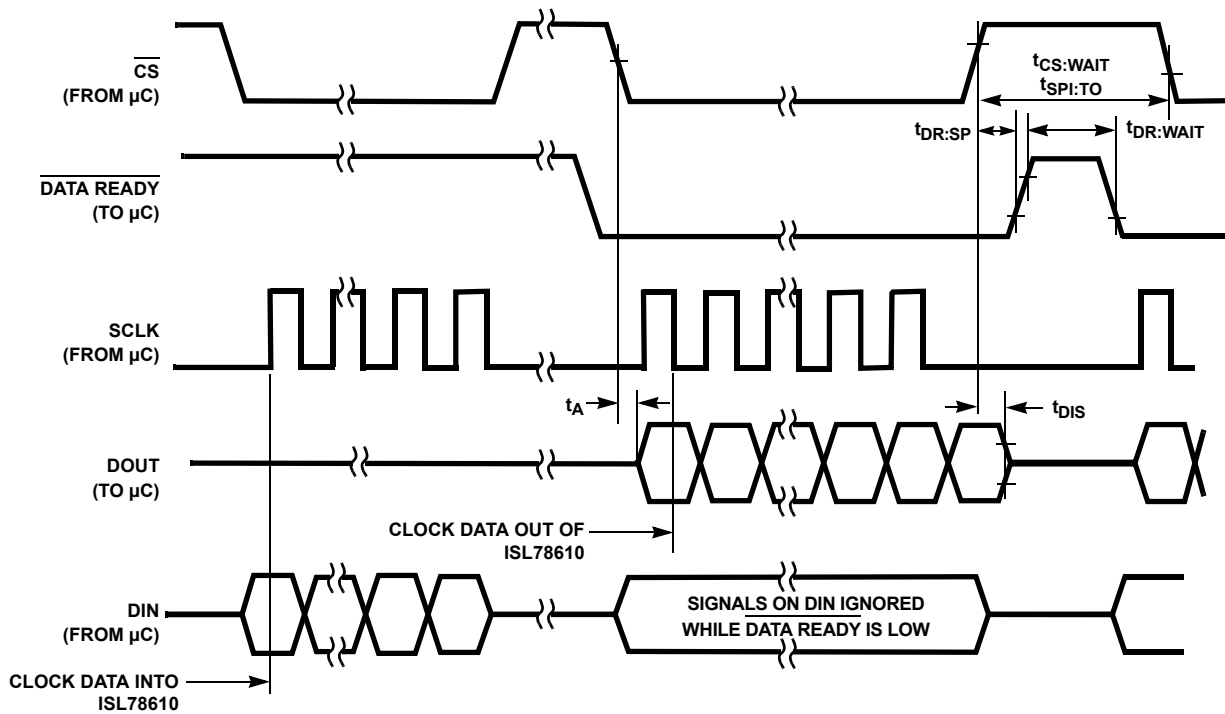 CS
(FROM µC)
tCS:WAIT
tSPI:TO
tDR:SP
tDR:WAIT
DATA READY
(TO µC)
SCLK
(FROM µC)
tA
tDIS
DOUT
(TO µC)
CLOCK DATA OUT OF
ISL78610
DIN
(FROM µC)
SIGNALS ON DIN IGNORED
WHILE DATA READY IS LOW
CLOCK DATA INTO
ISL78610